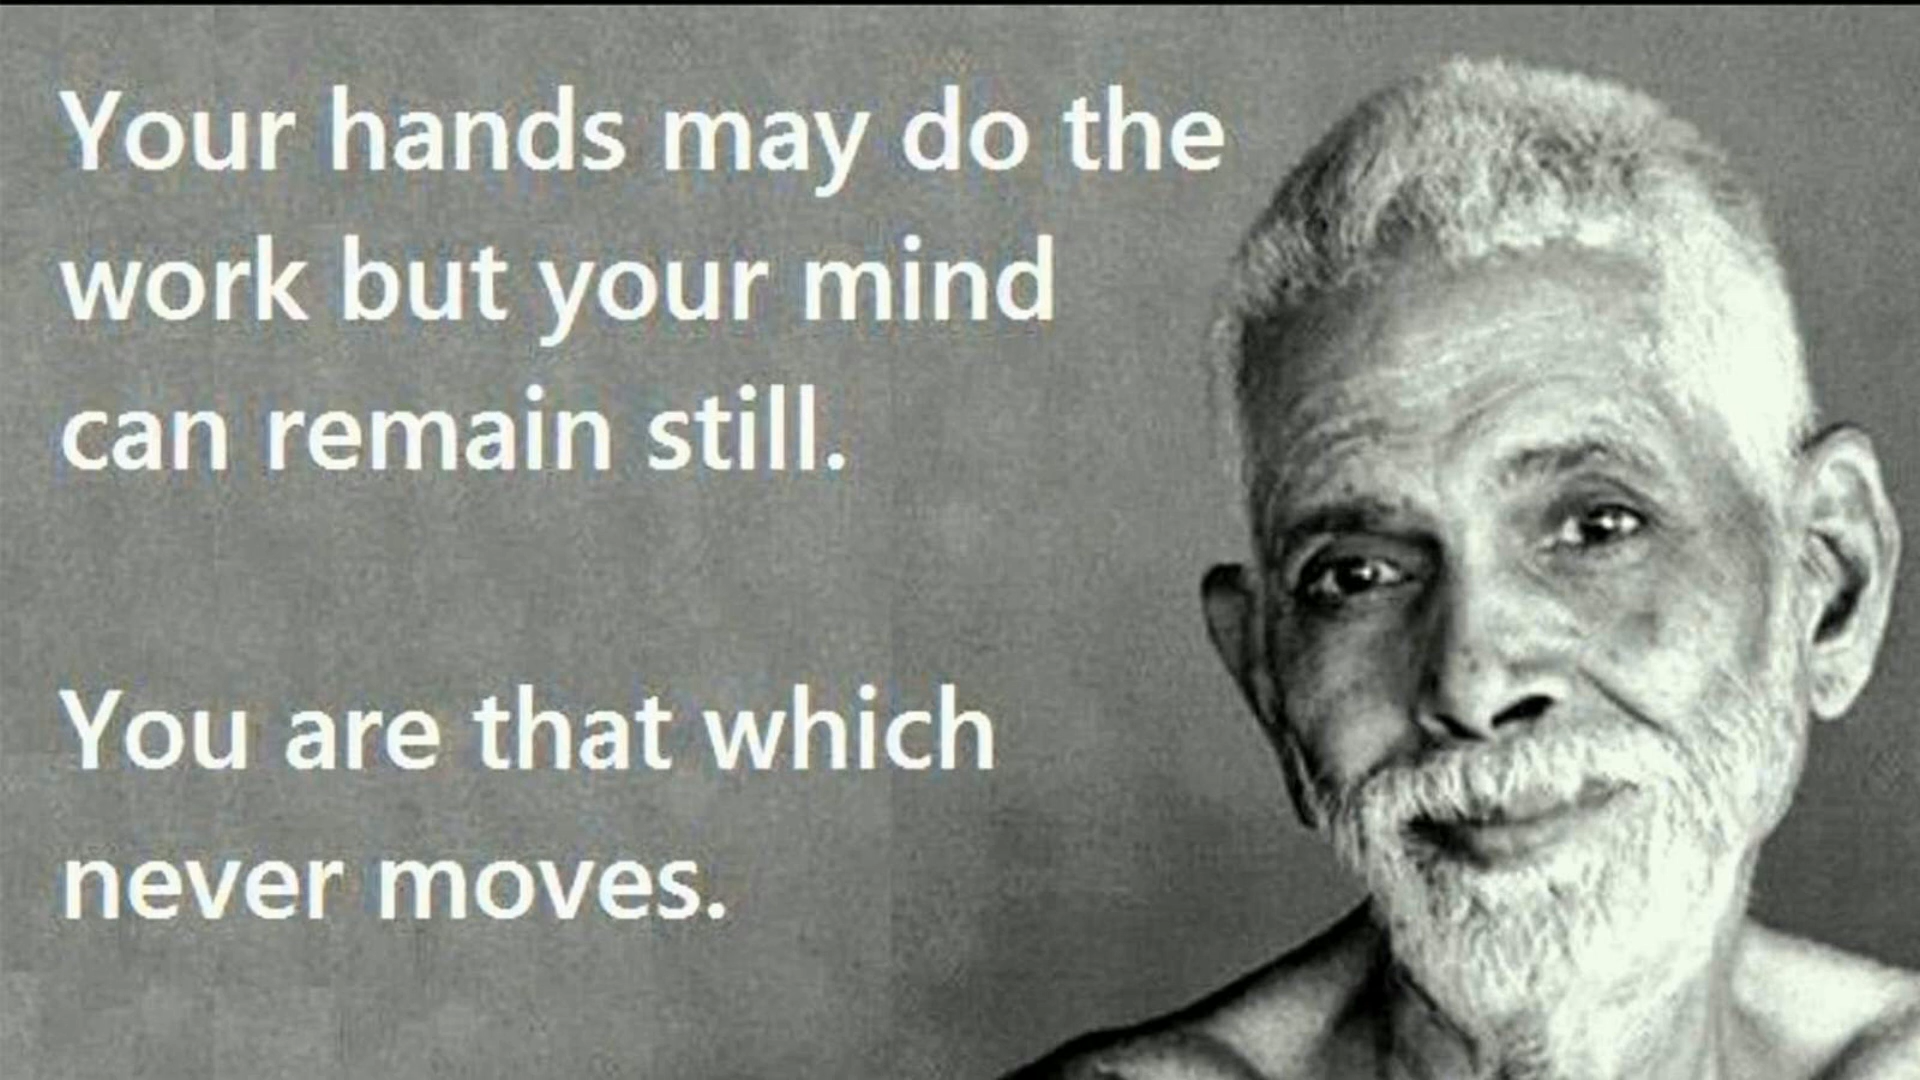 Your hands may do the
work but your mind
can remain still.
You are that which
never moves.